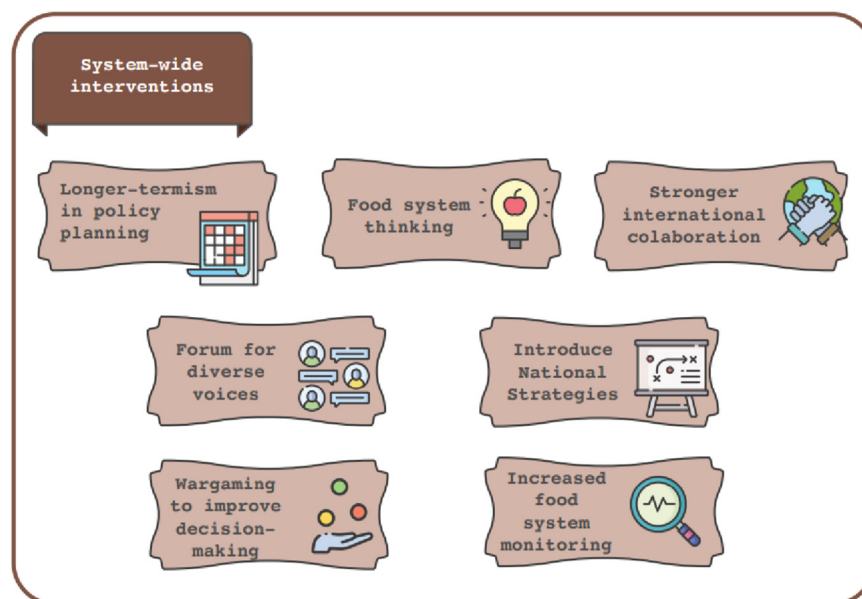 System-wide
interventions
Longer-termism
in policy
planning
Food system
thinking
Stronger
international
colaboration
Forum for
diverse
voices
Introduce
National
Strategies
Wargaming
to improve
decision-
making
Increased
food
system
monitoring